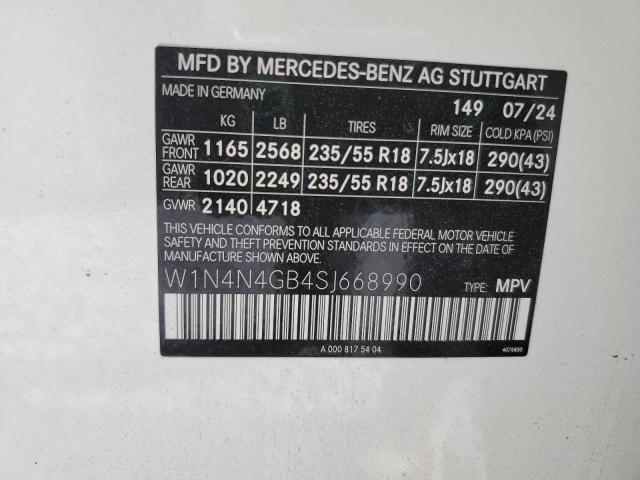 MFD BY MERCEDES-BENZ AG STUTTGART
MADE IN GERMANY
149 07/24
KG LB TIRES RIM SIZE COLD KPA (PSI)
GAWR FRONT 1165 2568 235/55 R18 7.5Jx18 290(43)
GAWR REAR 1020 2249 235/55 R18 7.5Jx18 290(43)
GVWR 2140 4718
THIS VEHICLE CONFORMS TO ALL APPLICABLE FEDERAL MOTOR VEHICLE
SAFETY AND THEFT PREVENTION STANDARDS IN EFFECT ON THE DATE OF
MANUFACTURE SHOWN ABOVE.
W1N4N4GB4SJ668990 TYPE: MPV
A 000 817 54 04 4076830